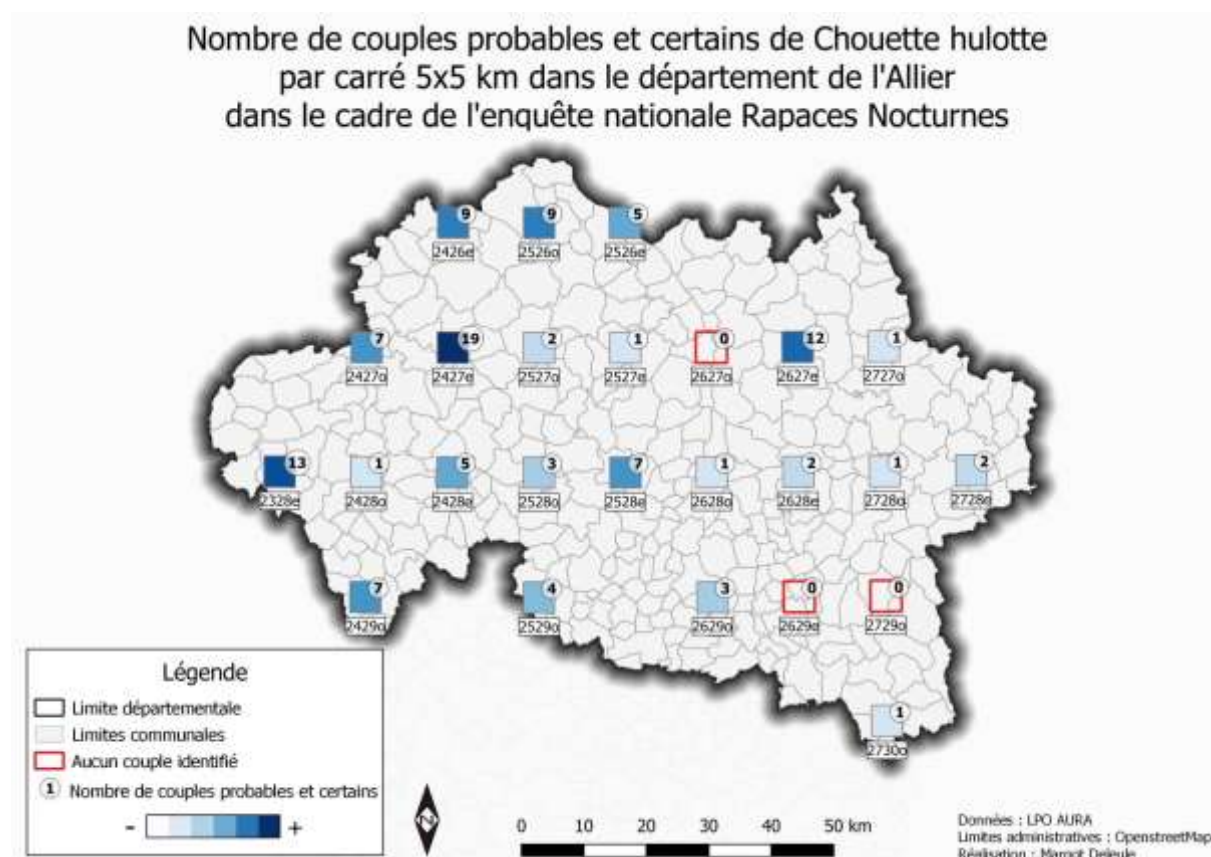 Nombre de couples probables et certains de Chouette hulotte
par carré 5x5 km dans le département de l'Allier
dans le cadre de l'enquête nationale Rapaces Nocturnes
9 9 5
2426e 2526o 2526e
7 19 2 1 0 12 1
2427o 2427e 2527o 2527e 2627o 2627e 2727o
13 1 5 3 7 1 2 1 2
2328e 2428o 2428e 2528o 2528e 2628o 2628e 2728o 2728e
7 4 3 0 0
2429o 2529o 2629o 2629e 2729o
1
2730o
Légende
Limite départementale
Limites communales
Aucun couple identifié
1 Nombre de couples probables et certains
- +
N
0 10 20 30 40 50 km
Données : LPO AURA
Limites administratives : OpenstreetMap
Réalisation : Margot Deleule